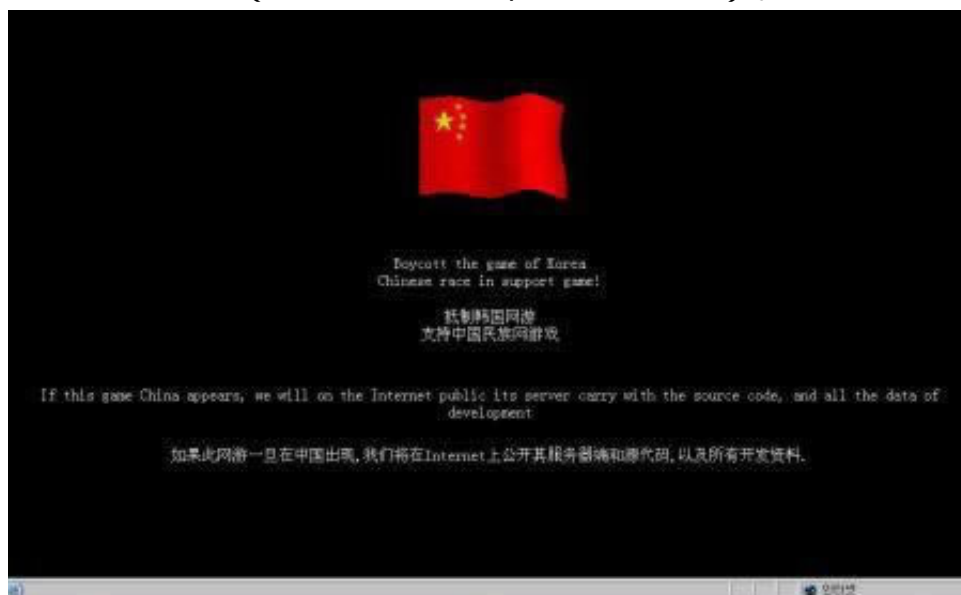 Boycott the game of Korea
Chinese race in support game!
抵制韩国网游
支持中国民族网游戏
If this game China appears, we will on the Internet public its server carry with the source code, and all the data of
development
如果此网游一旦在中国出现,我们将在Internet上公开其服务器端和源代码,以及所有开发资料.